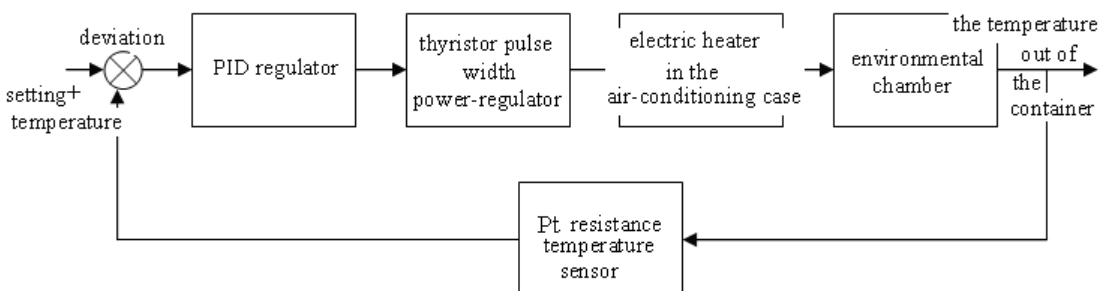 deviation
setting+
temperature
PID regulator
thyristor pulse
width
power-regulator
electric heater
in the
air-conditioning case
environmental
chamber
the temperature
out of
the
container
Pt resistance
temperature
sensor